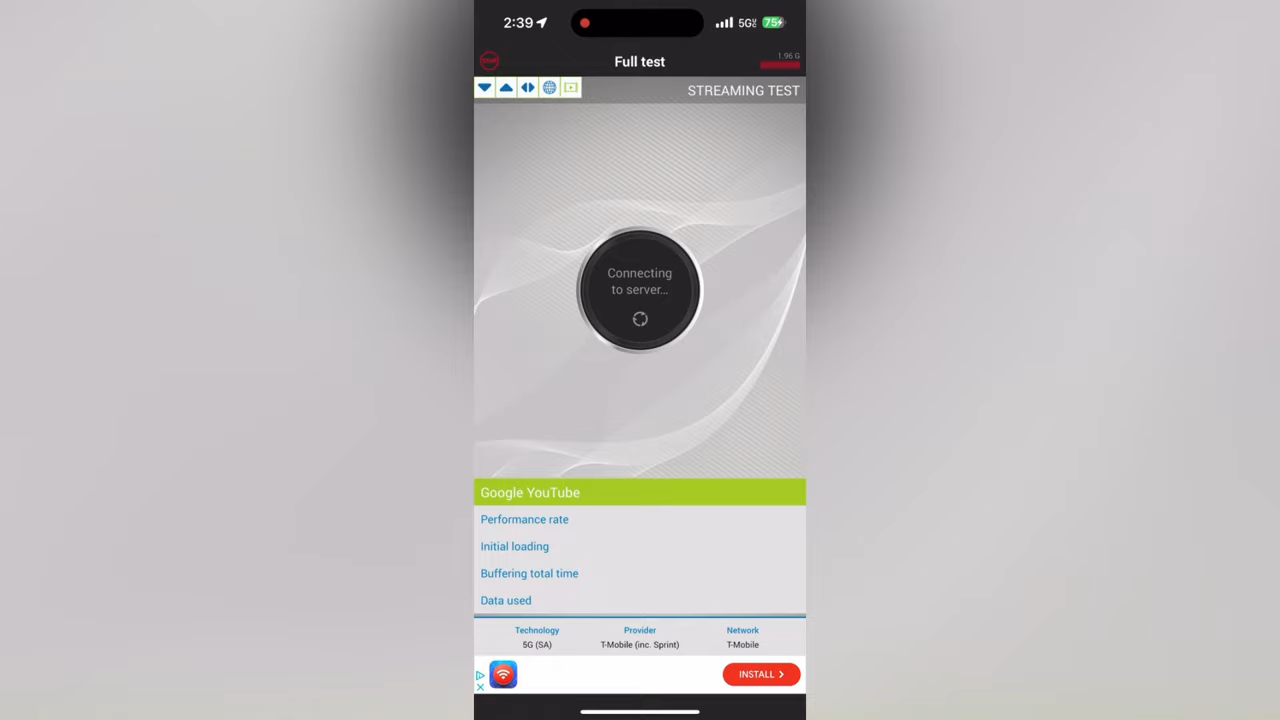 2:39 5G 75
Full test
1.96 G
STREAMING TEST
Connecting
to server...
Google YouTube
Performance rate
Initial loading
Buffering total time
Data used
Technology Provider Network
5G (SA) T-Mobile (inc. Sprint) T-Mobile
INSTALL